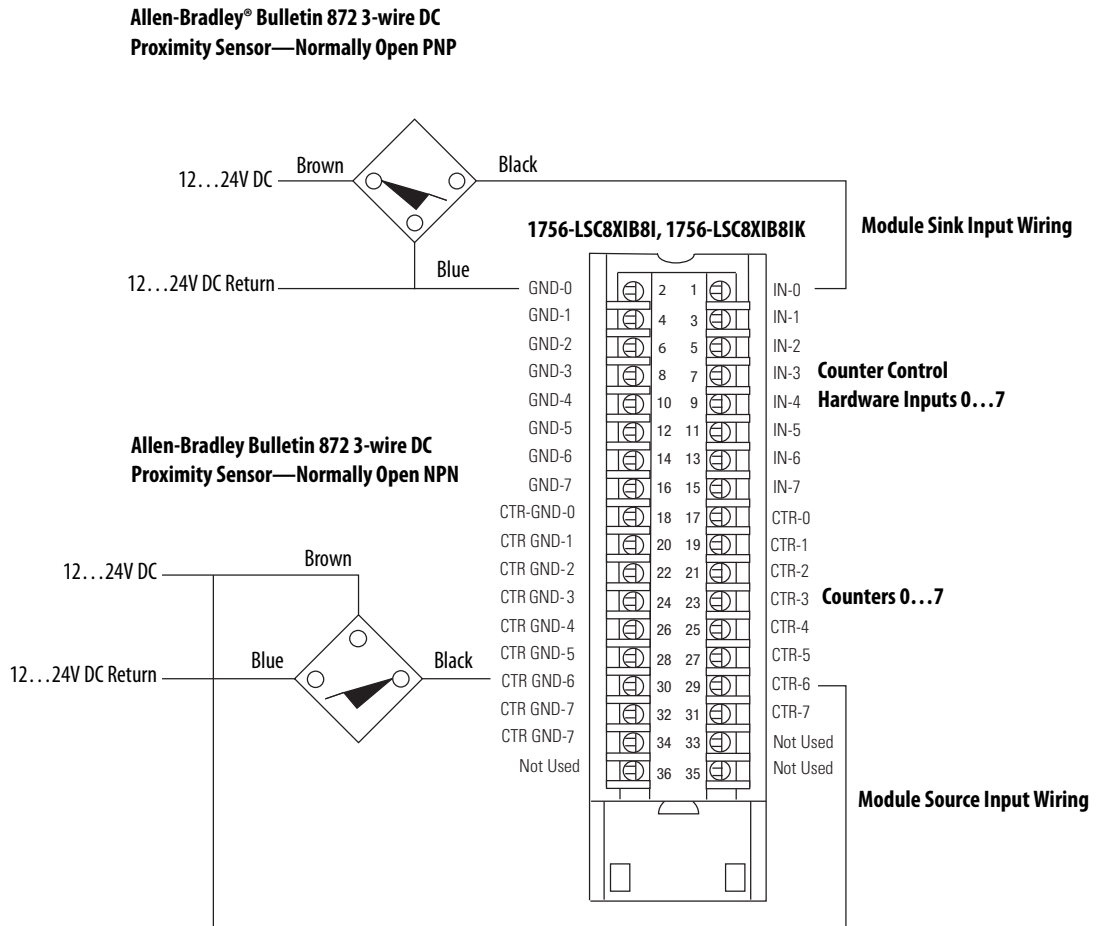 Allen-Bradley® Bulletin 872 3-wire DC
Proximity Sensor—Normally Open PNP
12…24V DC
Brown
Black
12…24V DC Return
Blue
1756-LSC8XIB8I, 1756-LSC8XIB8IK
Module Sink Input Wiring
GND-0 2 1 IN-0
GND-1 4 3 IN-1
GND-2 6 5 IN-2
GND-3 8 7 IN-3
GND-4 10 9 IN-4
GND-5 12 11 IN-5
GND-6 14 13 IN-6
GND-7 16 15 IN-7
CTR-GND-0 18 17 CTR-0
CTR GND-1 20 19 CTR-1
CTR GND-2 22 21 CTR-2
CTR GND-3 24 23 CTR-3
CTR GND-4 26 25 CTR-4
CTR GND-5 28 27 CTR-5
CTR GND-6 30 29 CTR-6
CTR GND-7 32 31 CTR-7
CTR GND-7 34 33 Not Used
Not Used 36 35 Not Used
Counter Control
Hardware Inputs 0…7
Counters 0…7
Allen-Bradley Bulletin 872 3-wire DC
Proximity Sensor—Normally Open NPN
12…24V DC
Brown
12…24V DC Return
Blue
Black
Module Source Input Wiring